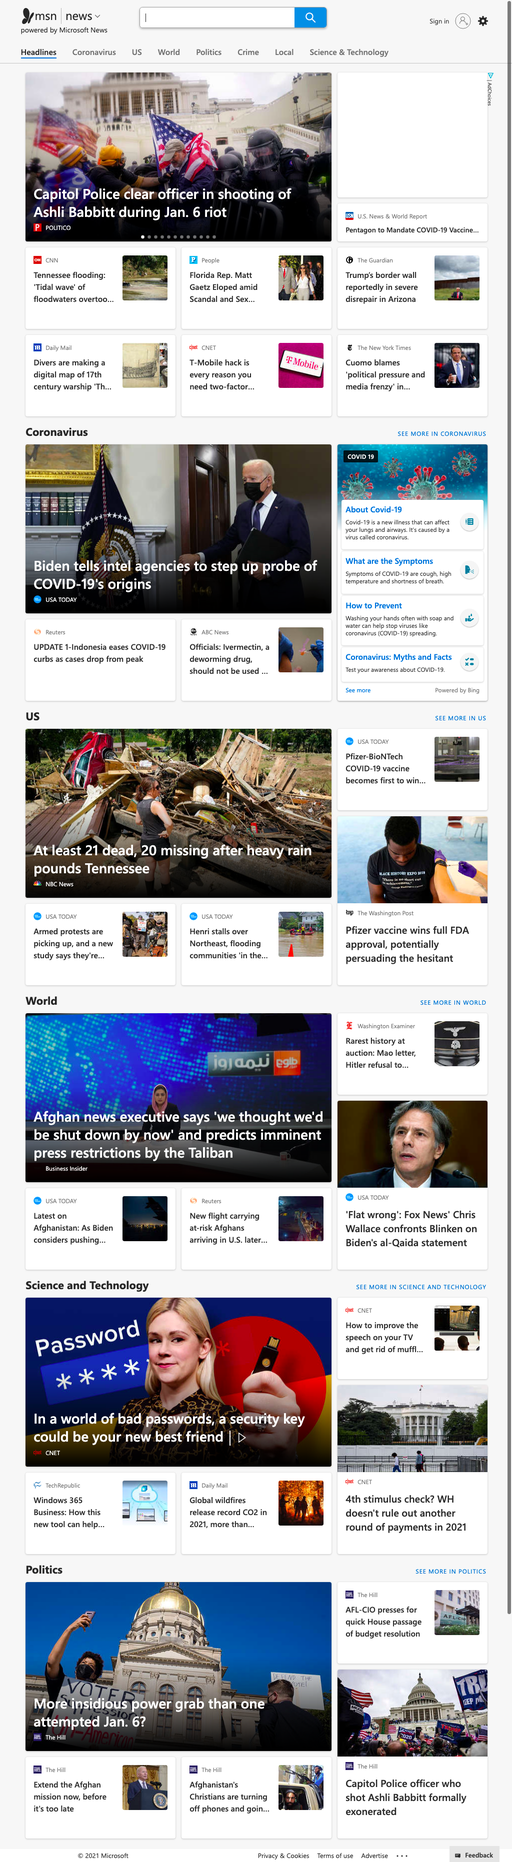 msn | news
powered by Microsoft News
Sign in
Headlines Coronavirus US World Politics Crime Local Science & Technology
AdChoices
Capitol Police clear officer in shooting of
Ashli Babbitt during Jan. 6 riot
POLITICO
U.S. News & World Report
Pentagon to Mandate COVID-19 Vaccine...
CNN
Tennessee flooding:
'Tidal wave' of
floodwaters overtoo...
People
Florida Rep. Matt
Gaetz Eloped amid
Scandal and Sex...
The Guardian
Trump's border wall
reportedly in severe
disrepair in Arizona
Daily Mail
Divers are making a
digital map of 17th
century warship 'Th...
CNET
T-Mobile hack is
every reason you
need two-factor...
T Mobile
The New York Times
Cuomo blames
'political pressure and
media frenzy' in...
Coronavirus
SEE MORE IN CORONAVIRUS
Biden tells intel agencies to step up probe of
COVID-19's origins
USA TODAY
COVID 19
About Covid-19
Covid-19 is a new illness that can affect
your lungs and airways. It's caused by a
virus called coronavirus.
What are the Symptoms
Symptoms of COVID-19 are cough, high
temperature and shortness of breath.
How to Prevent
Washing your hands often with soap and
water can help stop viruses like
coronavirus (COVID-19) spreading.
Coronavirus: Myths and Facts
Test your awareness about COVID-19.
See more
Powered by Bing
Reuters
UPDATE 1-Indonesia eases COVID-19
curbs as cases drop from peak
ABC News
Officials: Ivermectin, a
deworming drug,
should not be used ...
US
SEE MORE IN US
At least 21 dead, 20 missing after heavy rain
pounds Tennessee
NBC News
USA TODAY
Pfizer-BioNTech
COVID-19 vaccine
becomes first to win...
The Washington Post
Pfizer vaccine wins full FDA
approval, potentially
persuading the hesitant
USA TODAY
Armed protests are
picking up, and a new
study says they're...
USA TODAY
Henri stalls over
Northeast, flooding
communities 'in the...
World
SEE MORE IN WORLD
نیمه روز
طلوع
Afghan news executive says 'we thought we'd
be shut down by now' and predicts imminent
press restrictions by the Taliban
Business Insider
Washington Examiner
Rarest history at
auction: Mao letter,
Hitler refusal to...
USA TODAY
'Flat wrong': Fox News' Chris
Wallace confronts Blinken on
Biden's al-Qaida statement
USA TODAY
Latest on
Afghanistan: As Biden
considers pushing...
Reuters
New flight carrying
at-risk Afghans
arriving in U.S. later...
Science and Technology
SEE MORE IN SCIENCE AND TECHNOLOGY
Password
****
In a world of bad passwords, a security key
could be your new best friend |
CNET
CNET
How to improve the
speech on your TV
and get rid of muffl...
CNET
4th stimulus check? WH
doesn't rule out another
round of payments in 2021
TechRepublic
Windows 365
Business: How this
new tool can help...
Daily Mail
Global wildfires
release record CO2 in
2021, more than...
Politics
SEE MORE IN POLITICS
More insidious power grab than one
attempted Jan. 6?
The Hill
The Hill
AFL-CIO presses for
quick House passage
of budget resolution
The Hill
Capitol Police officer who
shot Ashli Babbitt formally
exonerated
The Hill
Extend the Afghan
mission now, before
it's too late
The Hill
Afghanistan's
Christians are turning
off phones and goin...
© 2021 Microsoft
Privacy & Cookies Terms of use Advertise ...
Feedback